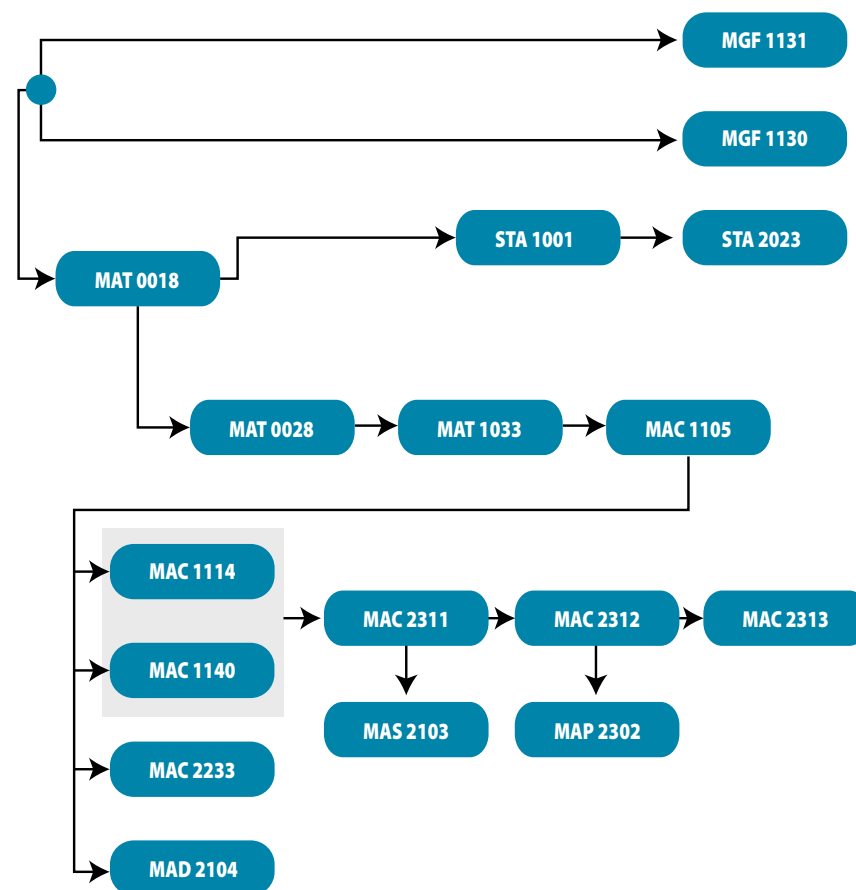 MGF 1131
MGF 1130
STA 1001
STA 2023
MAT 0018
MAT 0028
MAT 1033
MAC 1105
MAC 1114
MAC 2311
MAC 2312
MAC 2313
MAC 1140
MAS 2103
MAP 2302
MAC 2233
MAD 2104